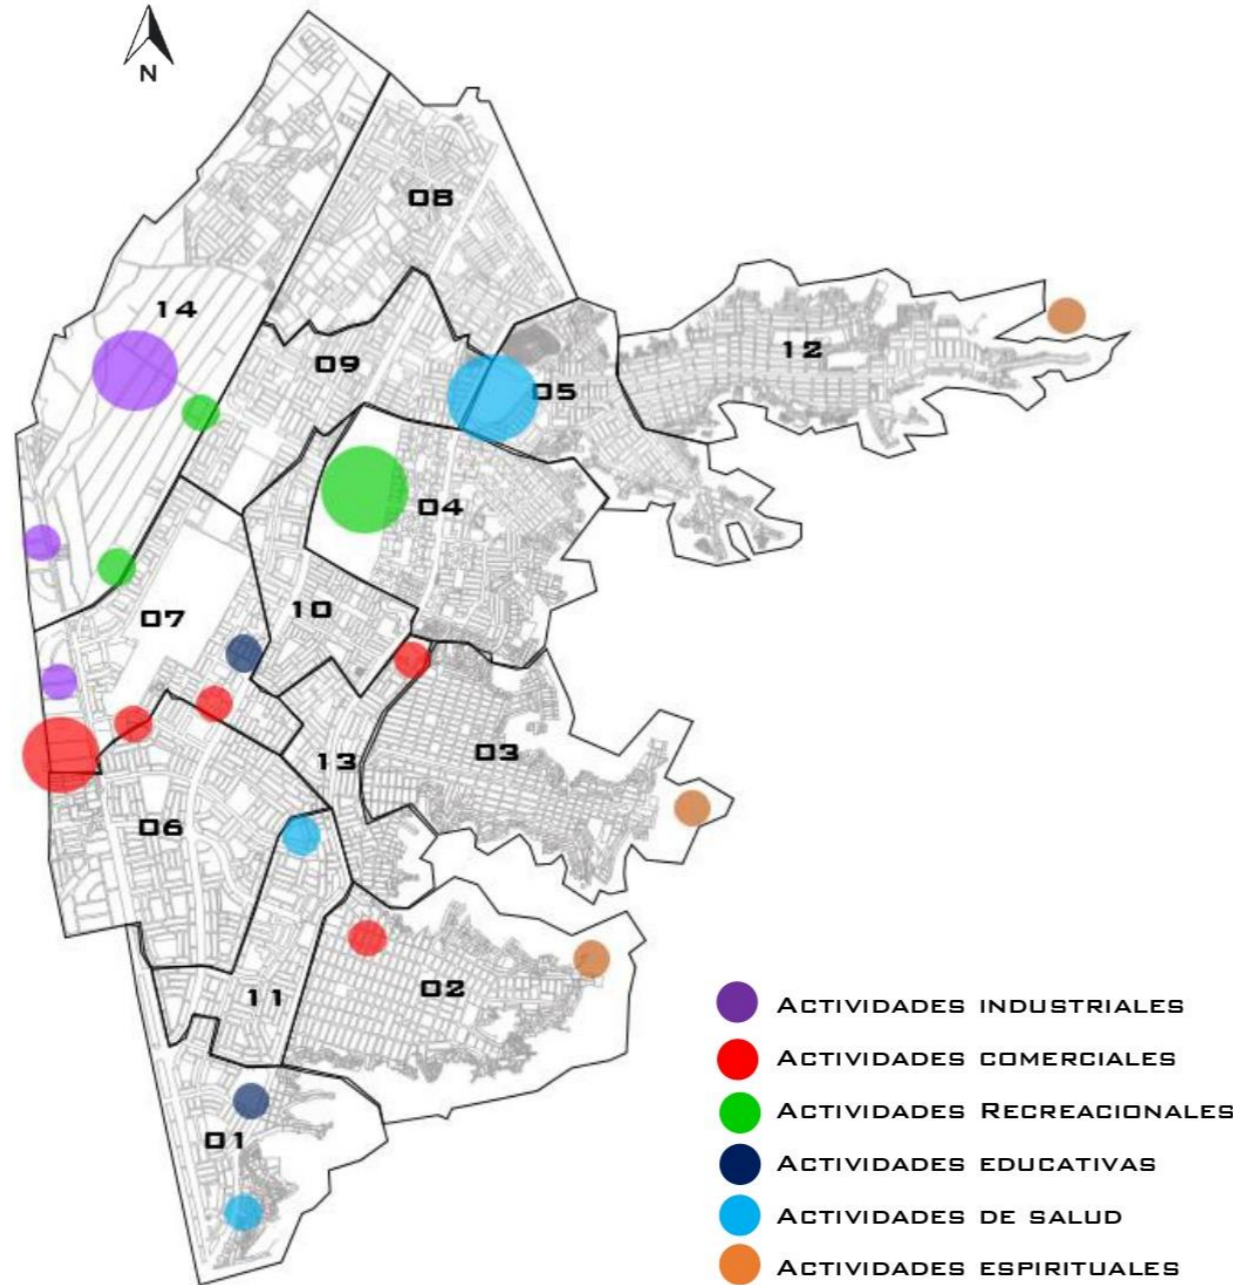 N
08
14
12
09
05
04
10
07
03
13
06
02
11
01
ACTIVIDADES INDUSTRIALES
ACTIVIDADES COMERCIALES
ACTIVIDADES RECREACIONALES
ACTIVIDADES EDUCATIVAS
ACTIVIDADES DE SALUD
ACTIVIDADES ESPIRITUALES